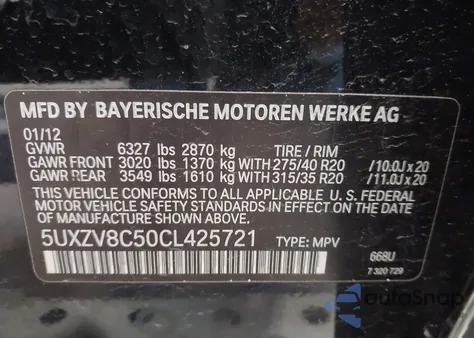 MFD BY BAYERISCHE MOTOREN WERKE AG
01/12
GVWR 6327 lbs 2870 kg TIRE / RIM
GAWR FRONT 3020 lbs 1370 kg WITH 275/40 R20 /10.0J x 20
GAWR REAR 3549 lbs 1610 kg WITH 315/35 R20 /11.0J x 20
THIS VEHICLE CONFORMS TO ALL APPLICABLE U. S. FEDERAL
MOTOR VEHICLE SAFETY STANDARDS IN EFFECT ON THE DATE
OF MANUFACTURE SHOWN ABOVE.
5UXZV8C50CL425721 TYPE: MPV
668U
7 320 729
autoSnap